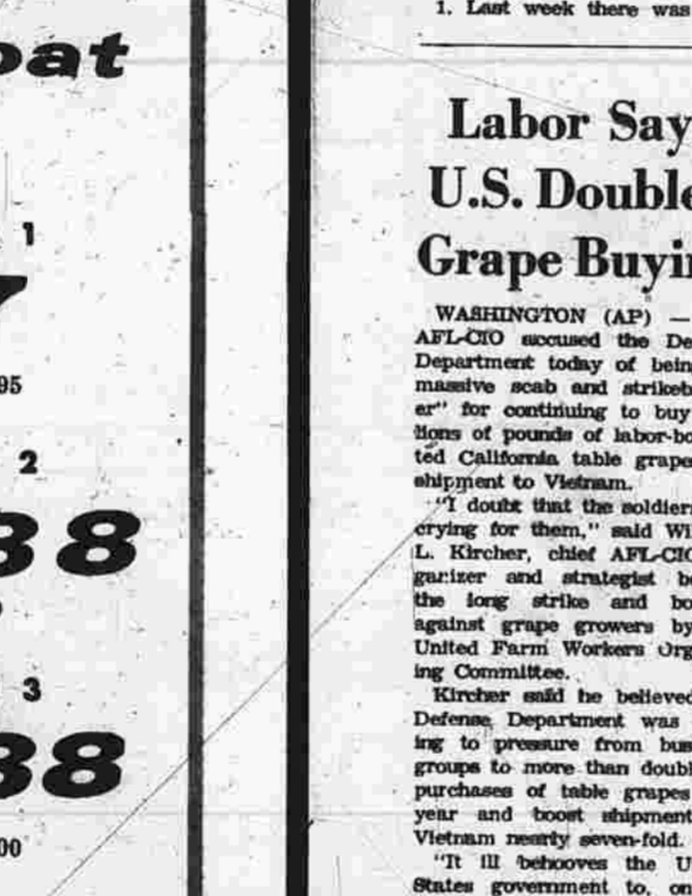 oat
1
95
2
88
3
88
00
1. Last week there was
Labor Say
U.S. Double
Grape Buyin
WASHINGTON (AP) —
AFL-CIO accused the De
Department today of bein
massive scab and strikeb
er" for continuing to buy
lions of pounds of labor-bo
ted California table grape
shipment to Vietnam.
"I doubt that the soldiers
crying for them," said Wi
L. Kircher, chief AFL-CIO
ganizer and strategist be
the long strike and bo
against grape growers by
United Farm Workers Org
ing Committee.
Kircher said he believed
Defense Department was
ing to pressure from bus
groups to more than doubl
purchases of table grapes
year and boost shipment
Vietnam nearly seven-fold.
"It ill behooves the U
States government to, on